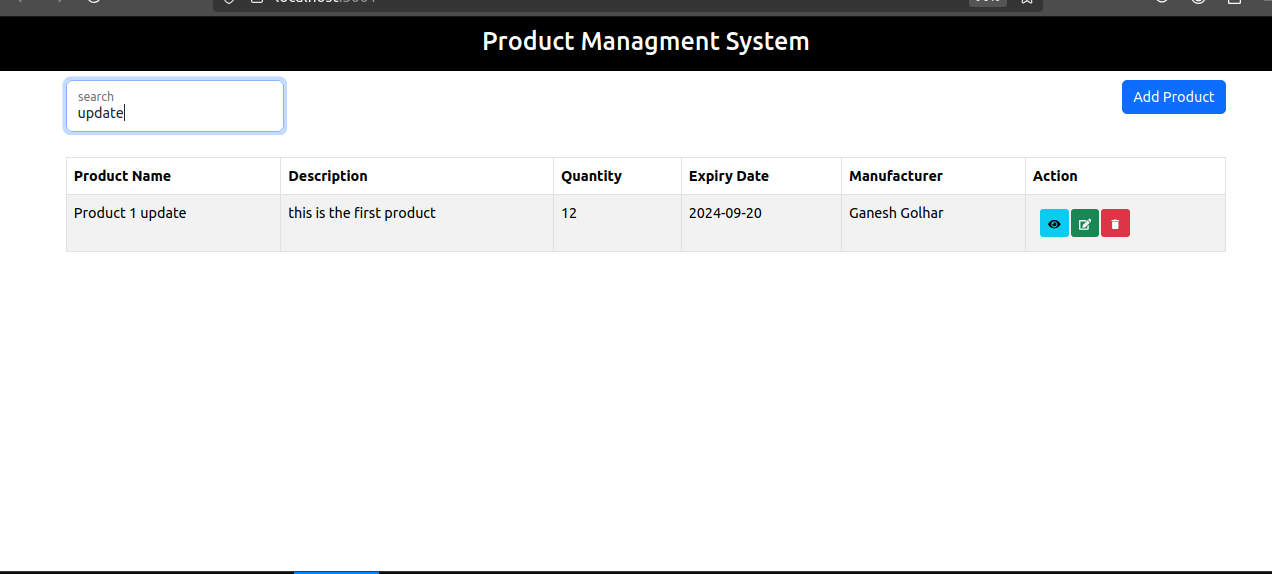 Product Managment System
search
update
Add Product
Product Name Description Quantity Expiry Date Manufacturer Action
Product 1 update this is the first product 12 2024-09-20 Ganesh Golhar